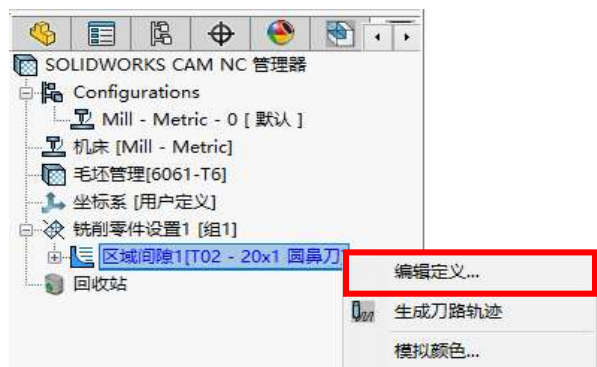 SOLIDWORKS CAM NC 管理器
Configurations
Mill - Metric - 0 [ 默认 ]
机床 [Mill - Metric]
毛坯管理[6061-T6]
坐标系 [用户定义]
铣削零件设置1 [组1]
区域间隙1[T02 - 20x1 圆鼻刀]
编辑定义...
生成刀路轨迹
回收站
模拟颜色...